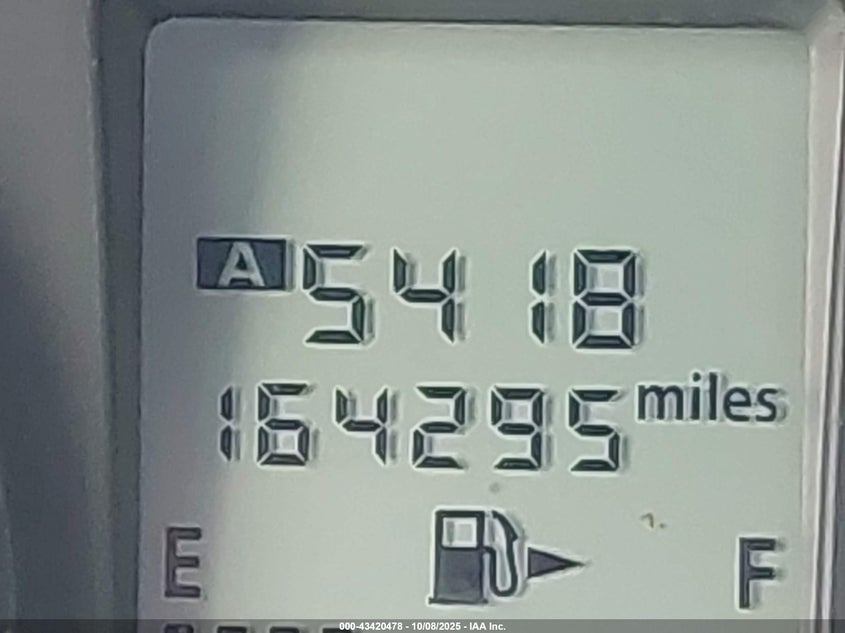 A 5418
164295 miles
E F
000-43420478 - 10/08/2025 - IAA Inc.